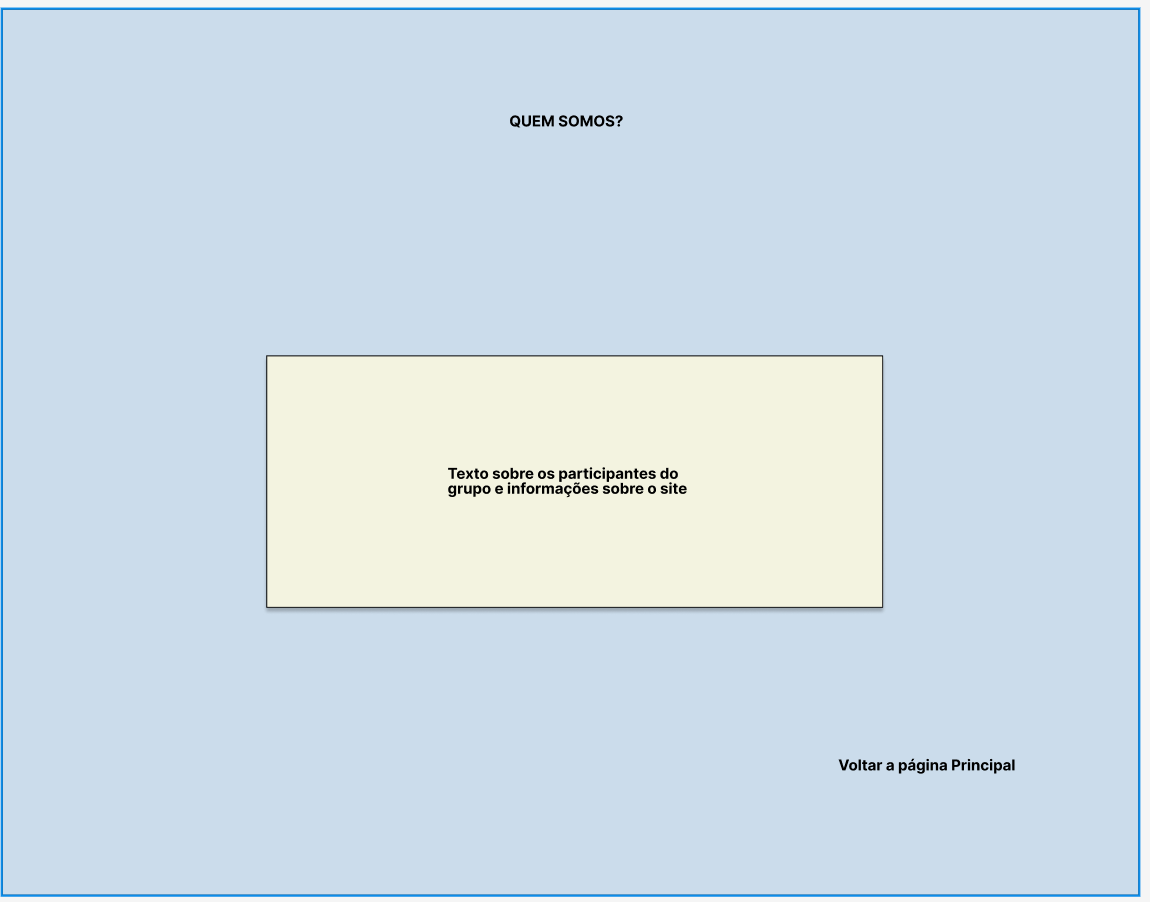 QUEM SOMOS?
Texto sobre os participantes do
grupo e informações sobre o site
Voltar a página Principal